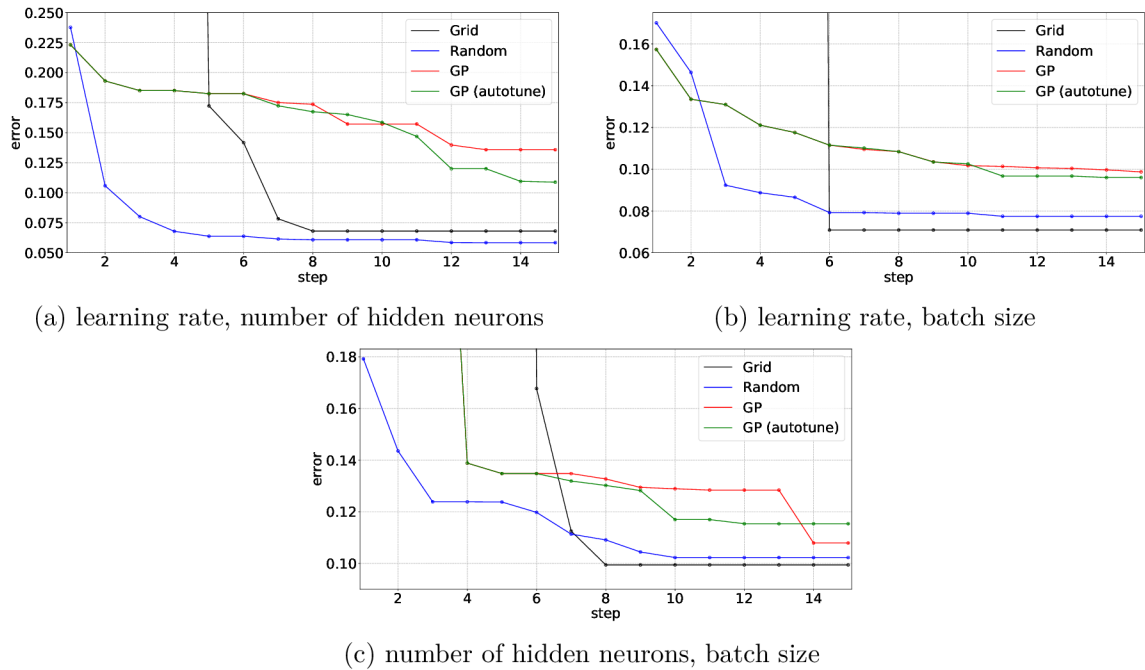 0.250
0.225
0.200
0.175
0.150
0.125
0.100
0.075
0.050
error
2 4 6 8 10 12 14
step
Grid
Random
GP
GP (autotune)
(a) learning rate, number of hidden neurons
0.16
0.14
0.12
0.10
0.08
0.06
error
2 4 6 8 10 12 14
step
Grid
Random
GP
GP (autotune)
(b) learning rate, batch size
0.18
0.16
0.14
0.12
0.10
error
2 4 6 8 10 12 14
step
Grid
Random
GP
GP (autotune)
(c) number of hidden neurons, batch size